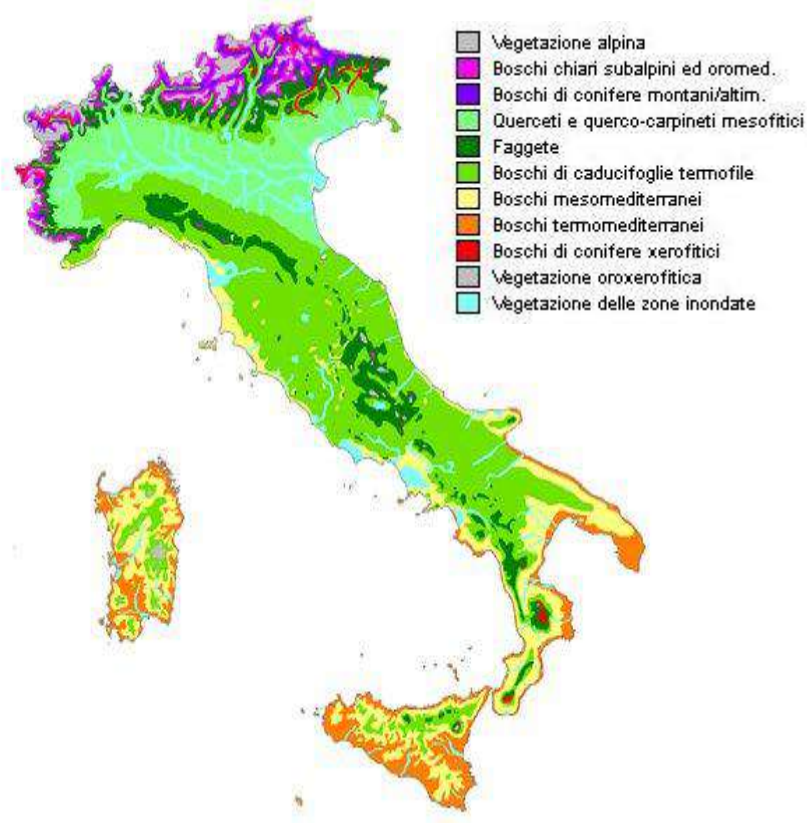 Vegetazione alpina
Boschi chiari subalpini ed oromed.
Boschi di conifere montani/altim.
Querceti e querco-carpineti mesofitici
Faggete
Boschi di caducifoglie termofile
Boschi mesomediterranei
Boschi termomediterranei
Boschi di conifere xerofitici
Vegetazione oroxerofitica
Vegetazione delle zone inondate